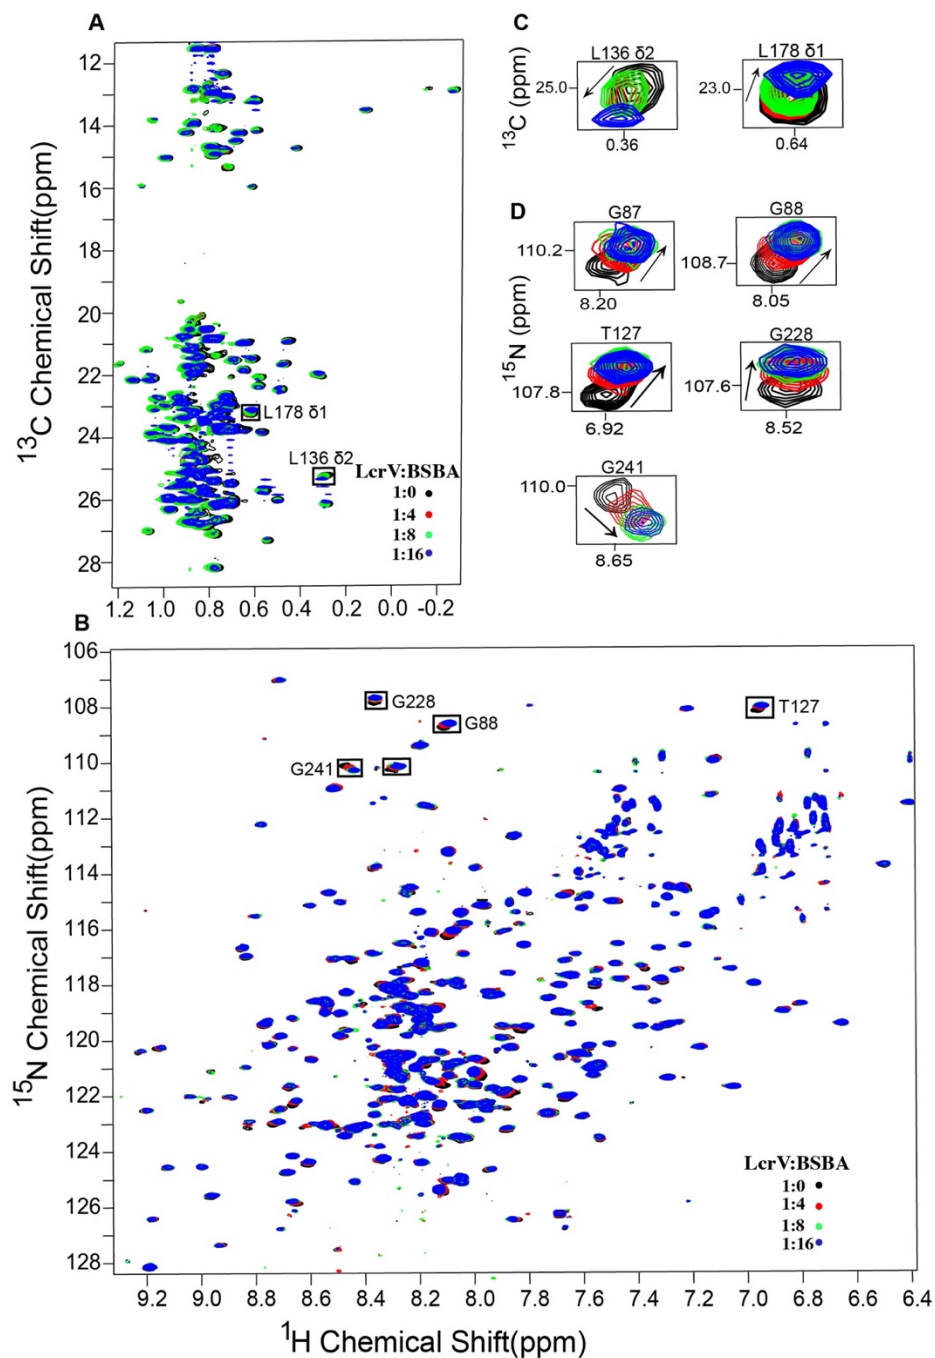 A
12
14
16
18
20
22
24
26
28
13C Chemical Shift(ppm)
L178 δ1
L136 δ2
LcrV:BSBA
1:0
1:4
1:8
1:16
1.2 1.0 0.8 0.6 0.4 0.2 0.0 -0.2
C
13C (ppm)
L136 δ2
25.0
0.36
L178 δ1
23.0
0.64
D
15N (ppm)
G87
110.2
8.20
G88
108.7
8.05
T127
107.8
6.92
G228
107.6
8.52
G241
110.0
8.65
B
106
108
110
112
114
116
118
120
122
124
126
128
15N Chemical Shift(ppm)
G228
G88
T127
G241
LcrV:BSBA
1:0
1:4
1:8
1:16
9.2 9.0 8.8 8.6 8.4 8.2 8.0 7.8 7.6 7.4 7.2 7.0 6.8 6.6 6.4
1H Chemical Shift(ppm)